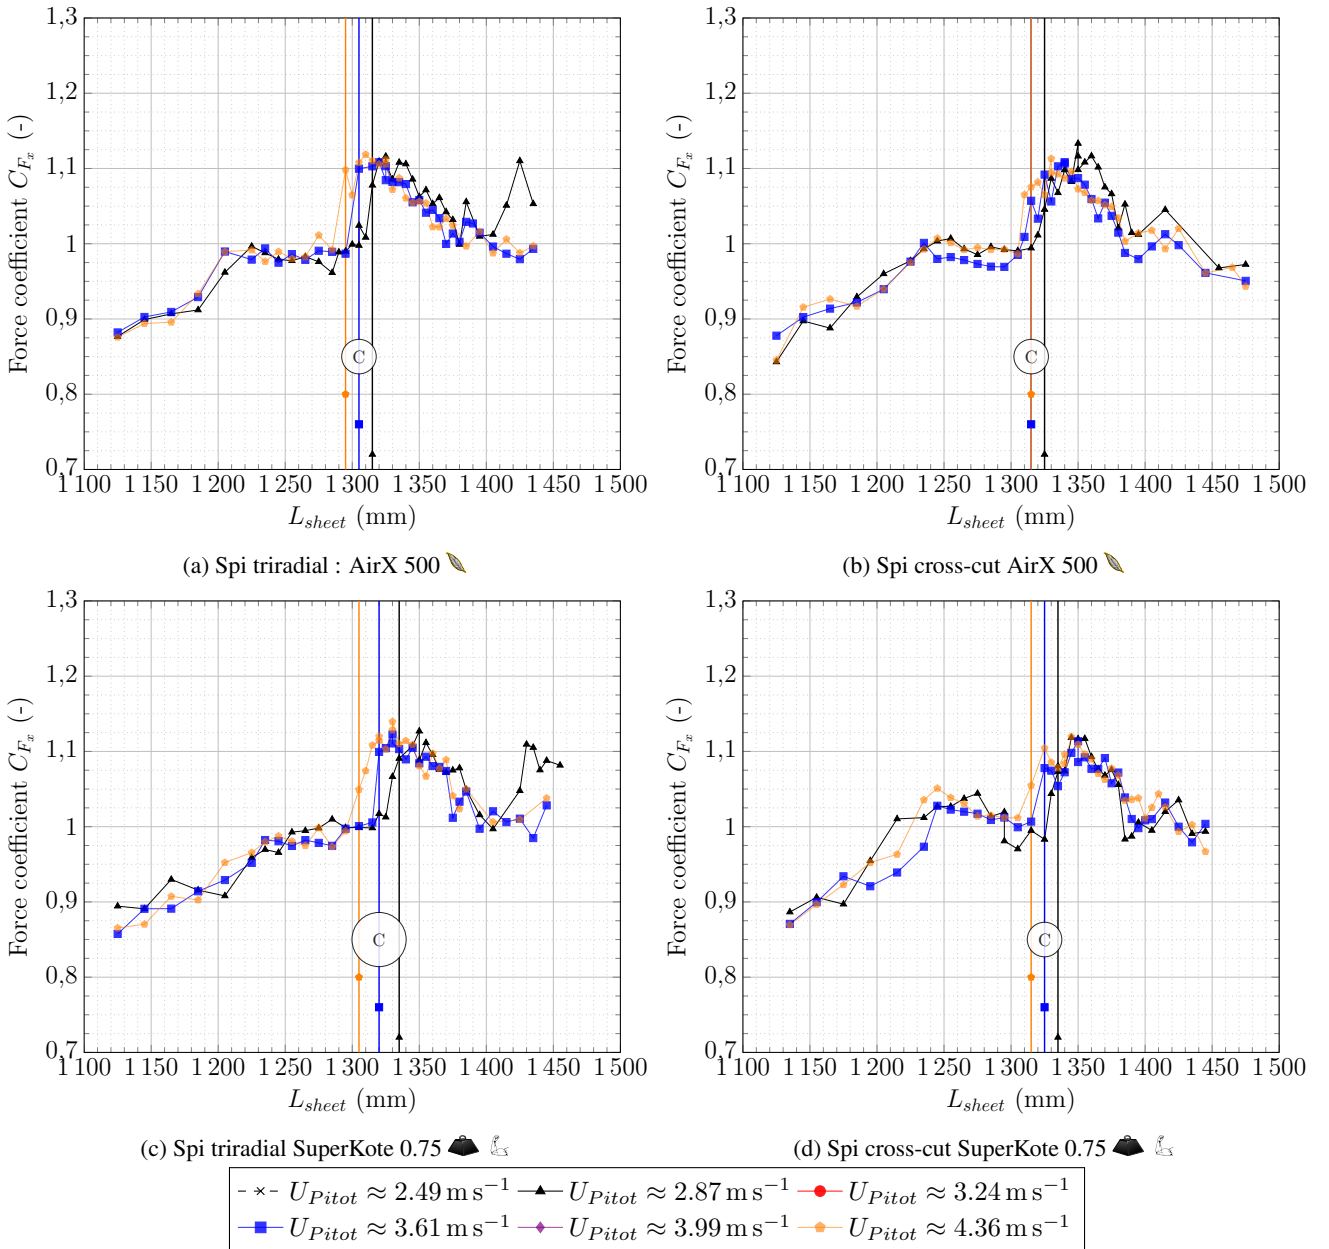 1,3 1,3
1,2 1,2
1,1 1,1
1 1
0,9 0,9
0,8 0,8
0,7 0,7
Force coefficient C_{F_x} (-) Force coefficient C_{F_x} (-)
C C
1 100 1 150 1 200 1 250 1 300 1 350 1 400 1 450 1 500 1 100 1 150 1 200 1 250 1 300 1 350 1 400 1 450 1 500
L_{sheet} (mm) L_{sheet} (mm)
(a) Spi triradial : AirX 500 (b) Spi cross-cut AirX 500
1,3 1,3
1,2 1,2
1,1 1,1
1 1
0,9 0,9
0,8 0,8
0,7 0,7
Force coefficient C_{F_x} (-) Force coefficient C_{F_x} (-)
C C
1 100 1 150 1 200 1 250 1 300 1 350 1 400 1 450 1 500 1 100 1 150 1 200 1 250 1 300 1 350 1 400 1 450 1 500
L_{sheet} (mm) L_{sheet} (mm)
(c) Spi triradial SuperKote 0.75 (d) Spi cross-cut SuperKote 0.75
U_{Pitot} ≈ 2.49 m s⁻¹ U_{Pitot} ≈ 2.87 m s⁻¹ U_{Pitot} ≈ 3.24 m s⁻¹
U_{Pitot} ≈ 3.61 m s⁻¹ U_{Pitot} ≈ 3.99 m s⁻¹ U_{Pitot} ≈ 4.36 m s⁻¹